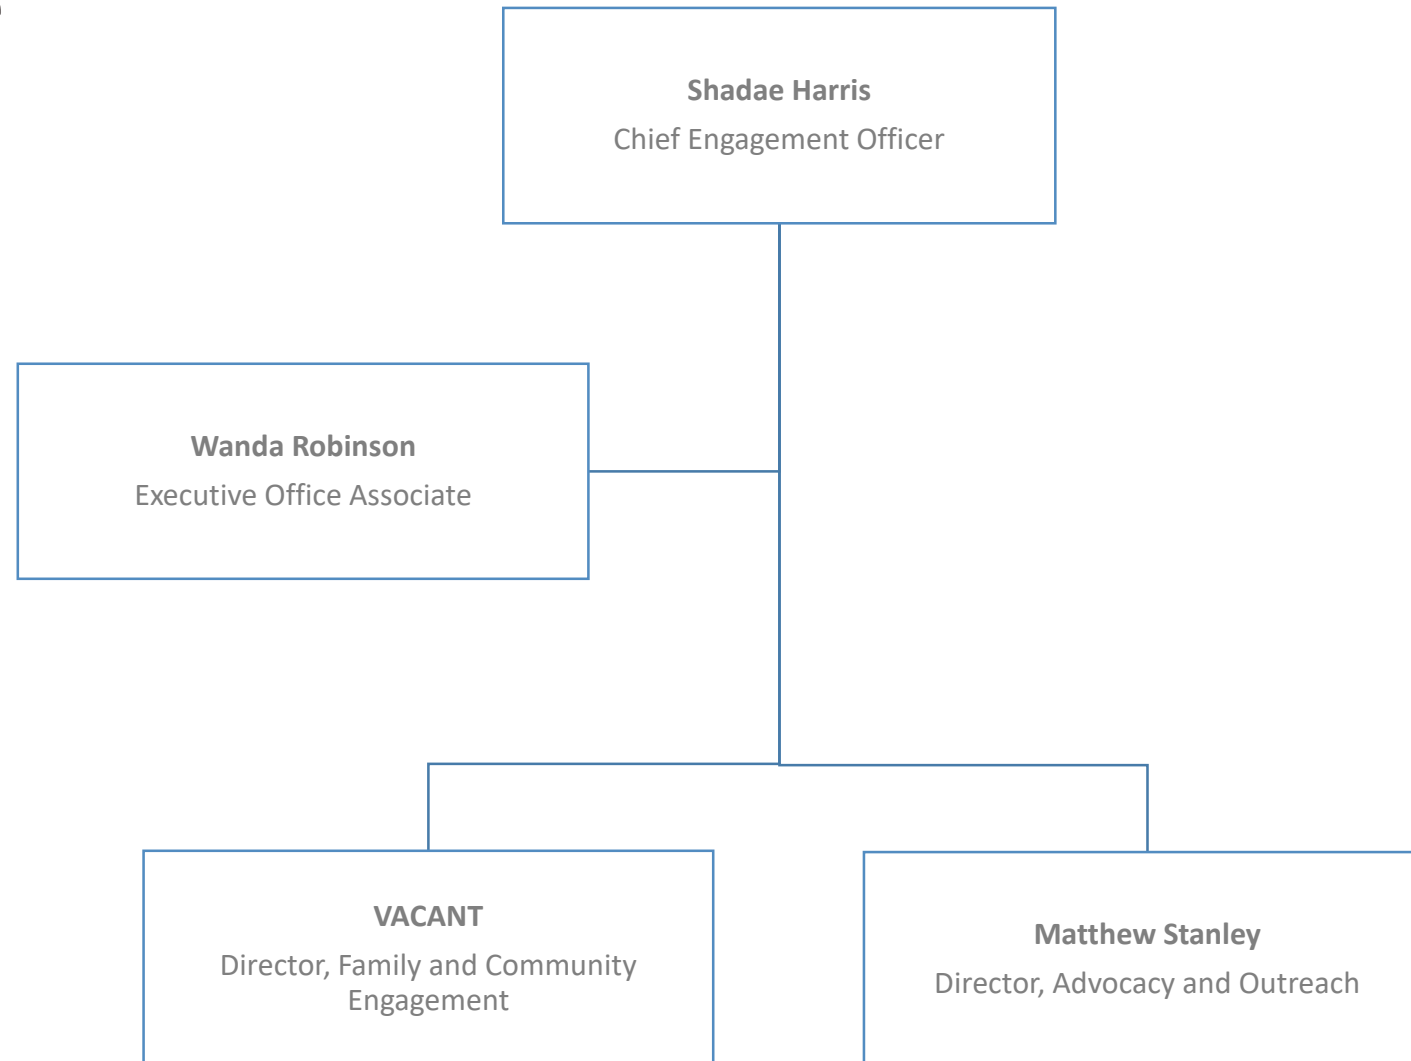 Shadae Harris
Chief Engagement Officer
Wanda Robinson
Executive Office Associate
VACANT
Director, Family and Community
Engagement
Matthew Stanley
Director, Advocacy and Outreach